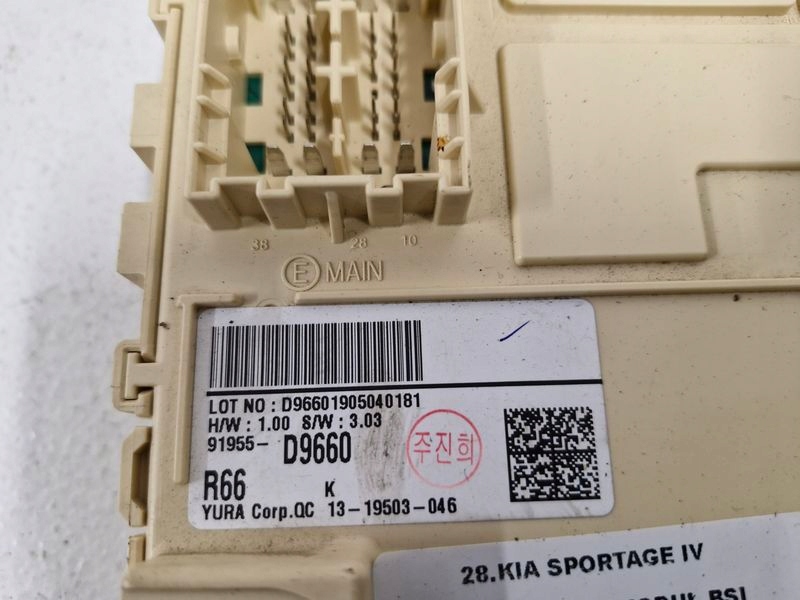 38 28 10
E MAIN
LOT NO : D96601905040181
H/W : 1.00 S/W : 3.03
91955- D9660
주진희
R66 K
YURA Corp.QC 13-19503-046
28.KIA SPORTAGE IV
BSI